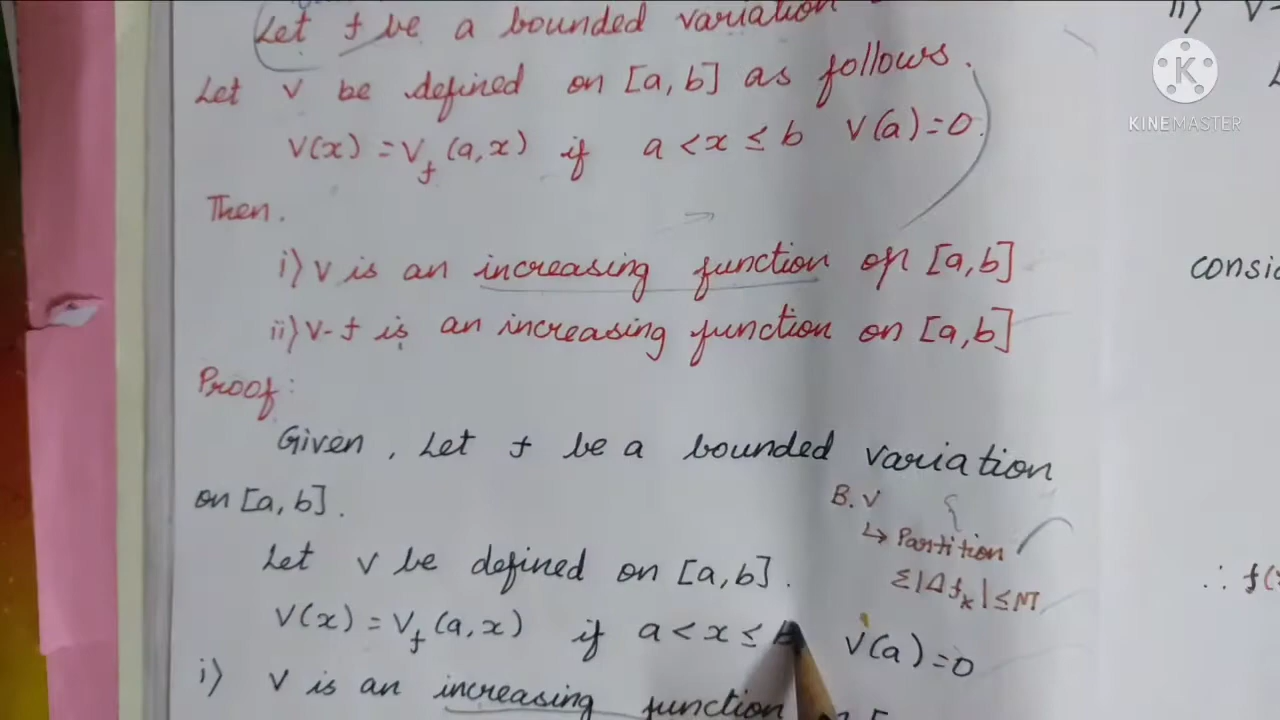 Let f be a bounded variation
Let V be defined on [a, b] as follows.
V(x) = V_f (a, x) if a < x ≤ b V(a) = 0.
Then.
i) V is an increasing function on [a, b]
ii) V - f is an increasing function on [a, b]
Proof:
Given, Let f be a bounded variation
on [a, b].
B.V
↳ Partition
Σ|Δf_k| ≤ M
Let V be defined on [a, b].
V(x) = V_f (a, x) if a < x ≤ b V(a) = 0
i) V is an increasing function
ii) V-
consi
∴ f(
KINEMASTER